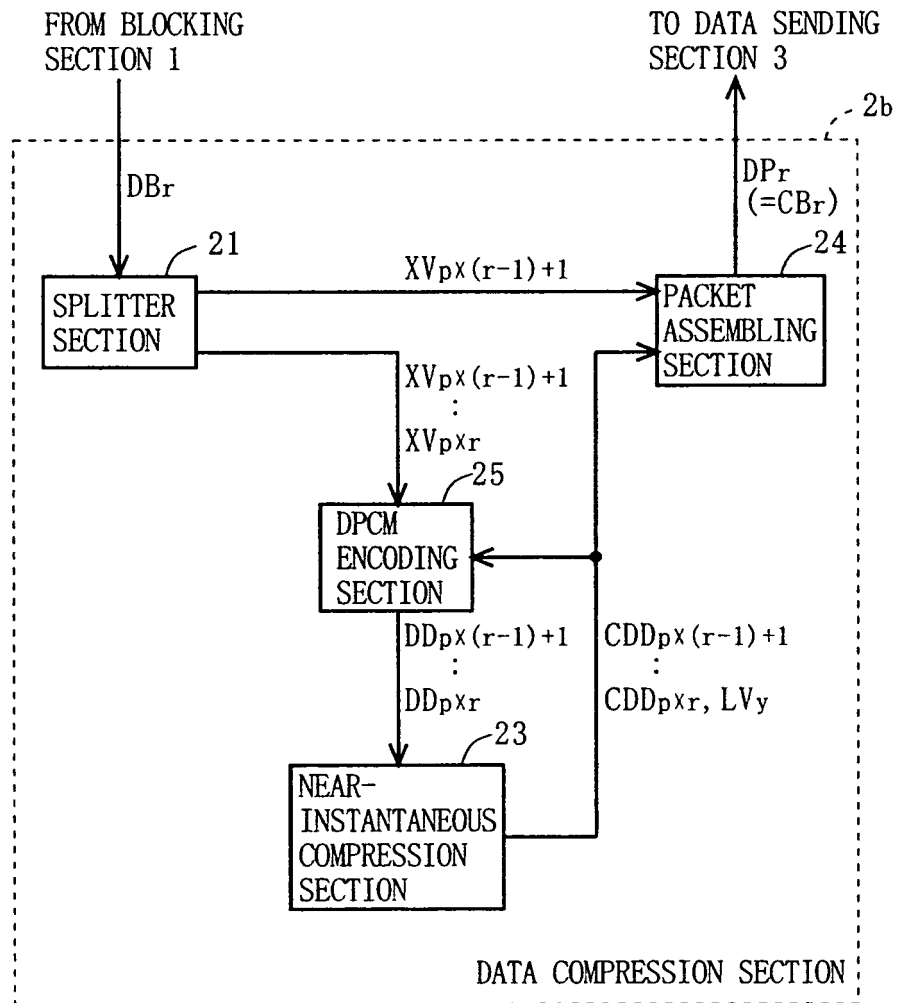 FROM BLOCKING
SECTION 1
TO DATA SENDING
SECTION 3
2b
DBr
DPr
(=CBr)
21
24
XVp×(r-1)+1
SPLITTER
SECTION
PACKET
ASSEMBLING
SECTION
XVp×(r-1)+1
⋮
XVp×r
25
DPCM
ENCODING
SECTION
DDp×(r-1)+1
⋮
DDp×r
CDDp×(r-1)+1
⋮
CDDp×r, LVy
23
NEAR-
INSTANTANEOUS
COMPRESSION
SECTION
DATA COMPRESSION SECTION